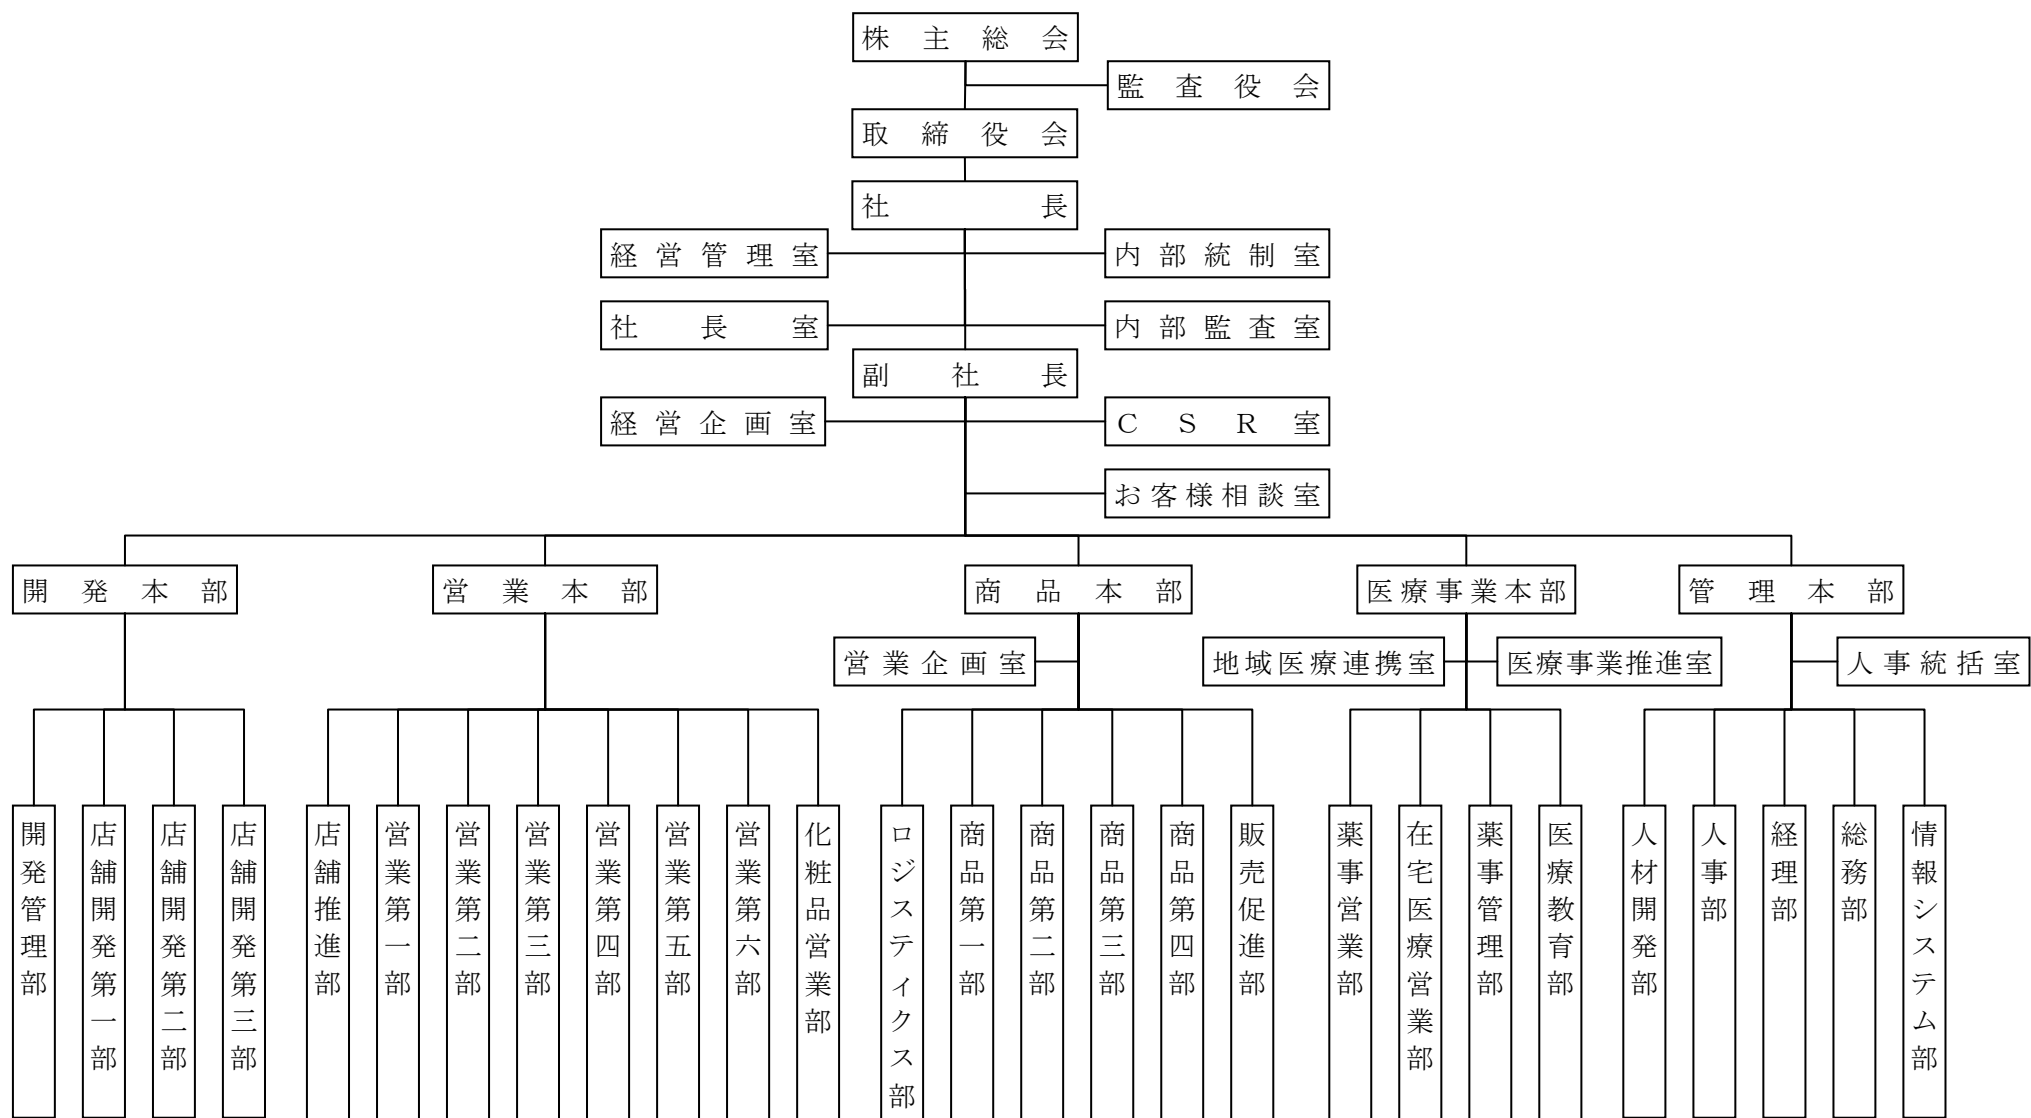 株主総会
監査役会
取締役会
社長
経営管理室
内部統制室
社長室
内部監査室
副社長
経営企画室
CSR室
お客様相談室
開発本部
営業本部
商品本部
医療事業本部
管理本部
営業企画室
地域医療連携室
医療事業推進室
人事統括室
開発管理部
店舗開発第一部
店舗開発第二部
店舗開発第三部
店舗推進部
営業第一部
営業第二部
営業第三部
営業第四部
営業第五部
営業第六部
化粧品営業部
ロジスティクス部
商品第一部
商品第二部
商品第三部
商品第四部
販売促進部
薬事営業部
在宅医療営業部
薬事管理部
医療教育部
人材開発部
人事部
経理部
総務部
情報システム部